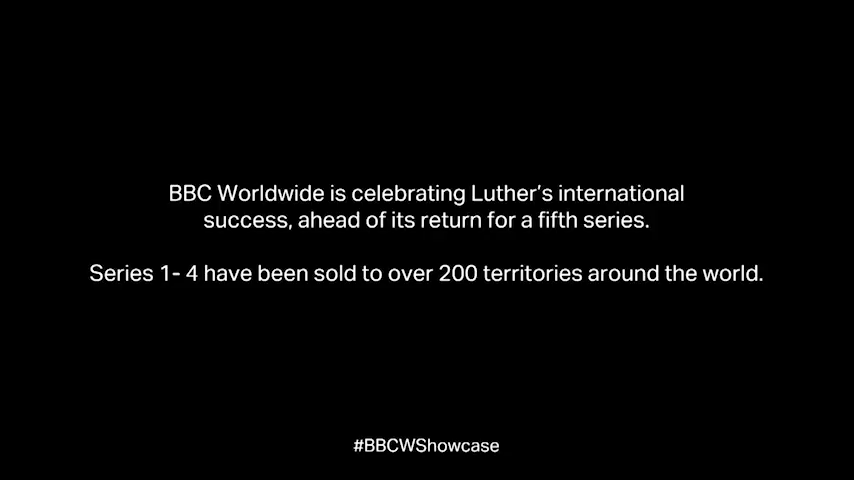 BBC Worldwide is celebrating Luther’s international
success, ahead of its return for a fifth series.
Series 1- 4 have been sold to over 200 territories around the world.
#BBCWShowcase